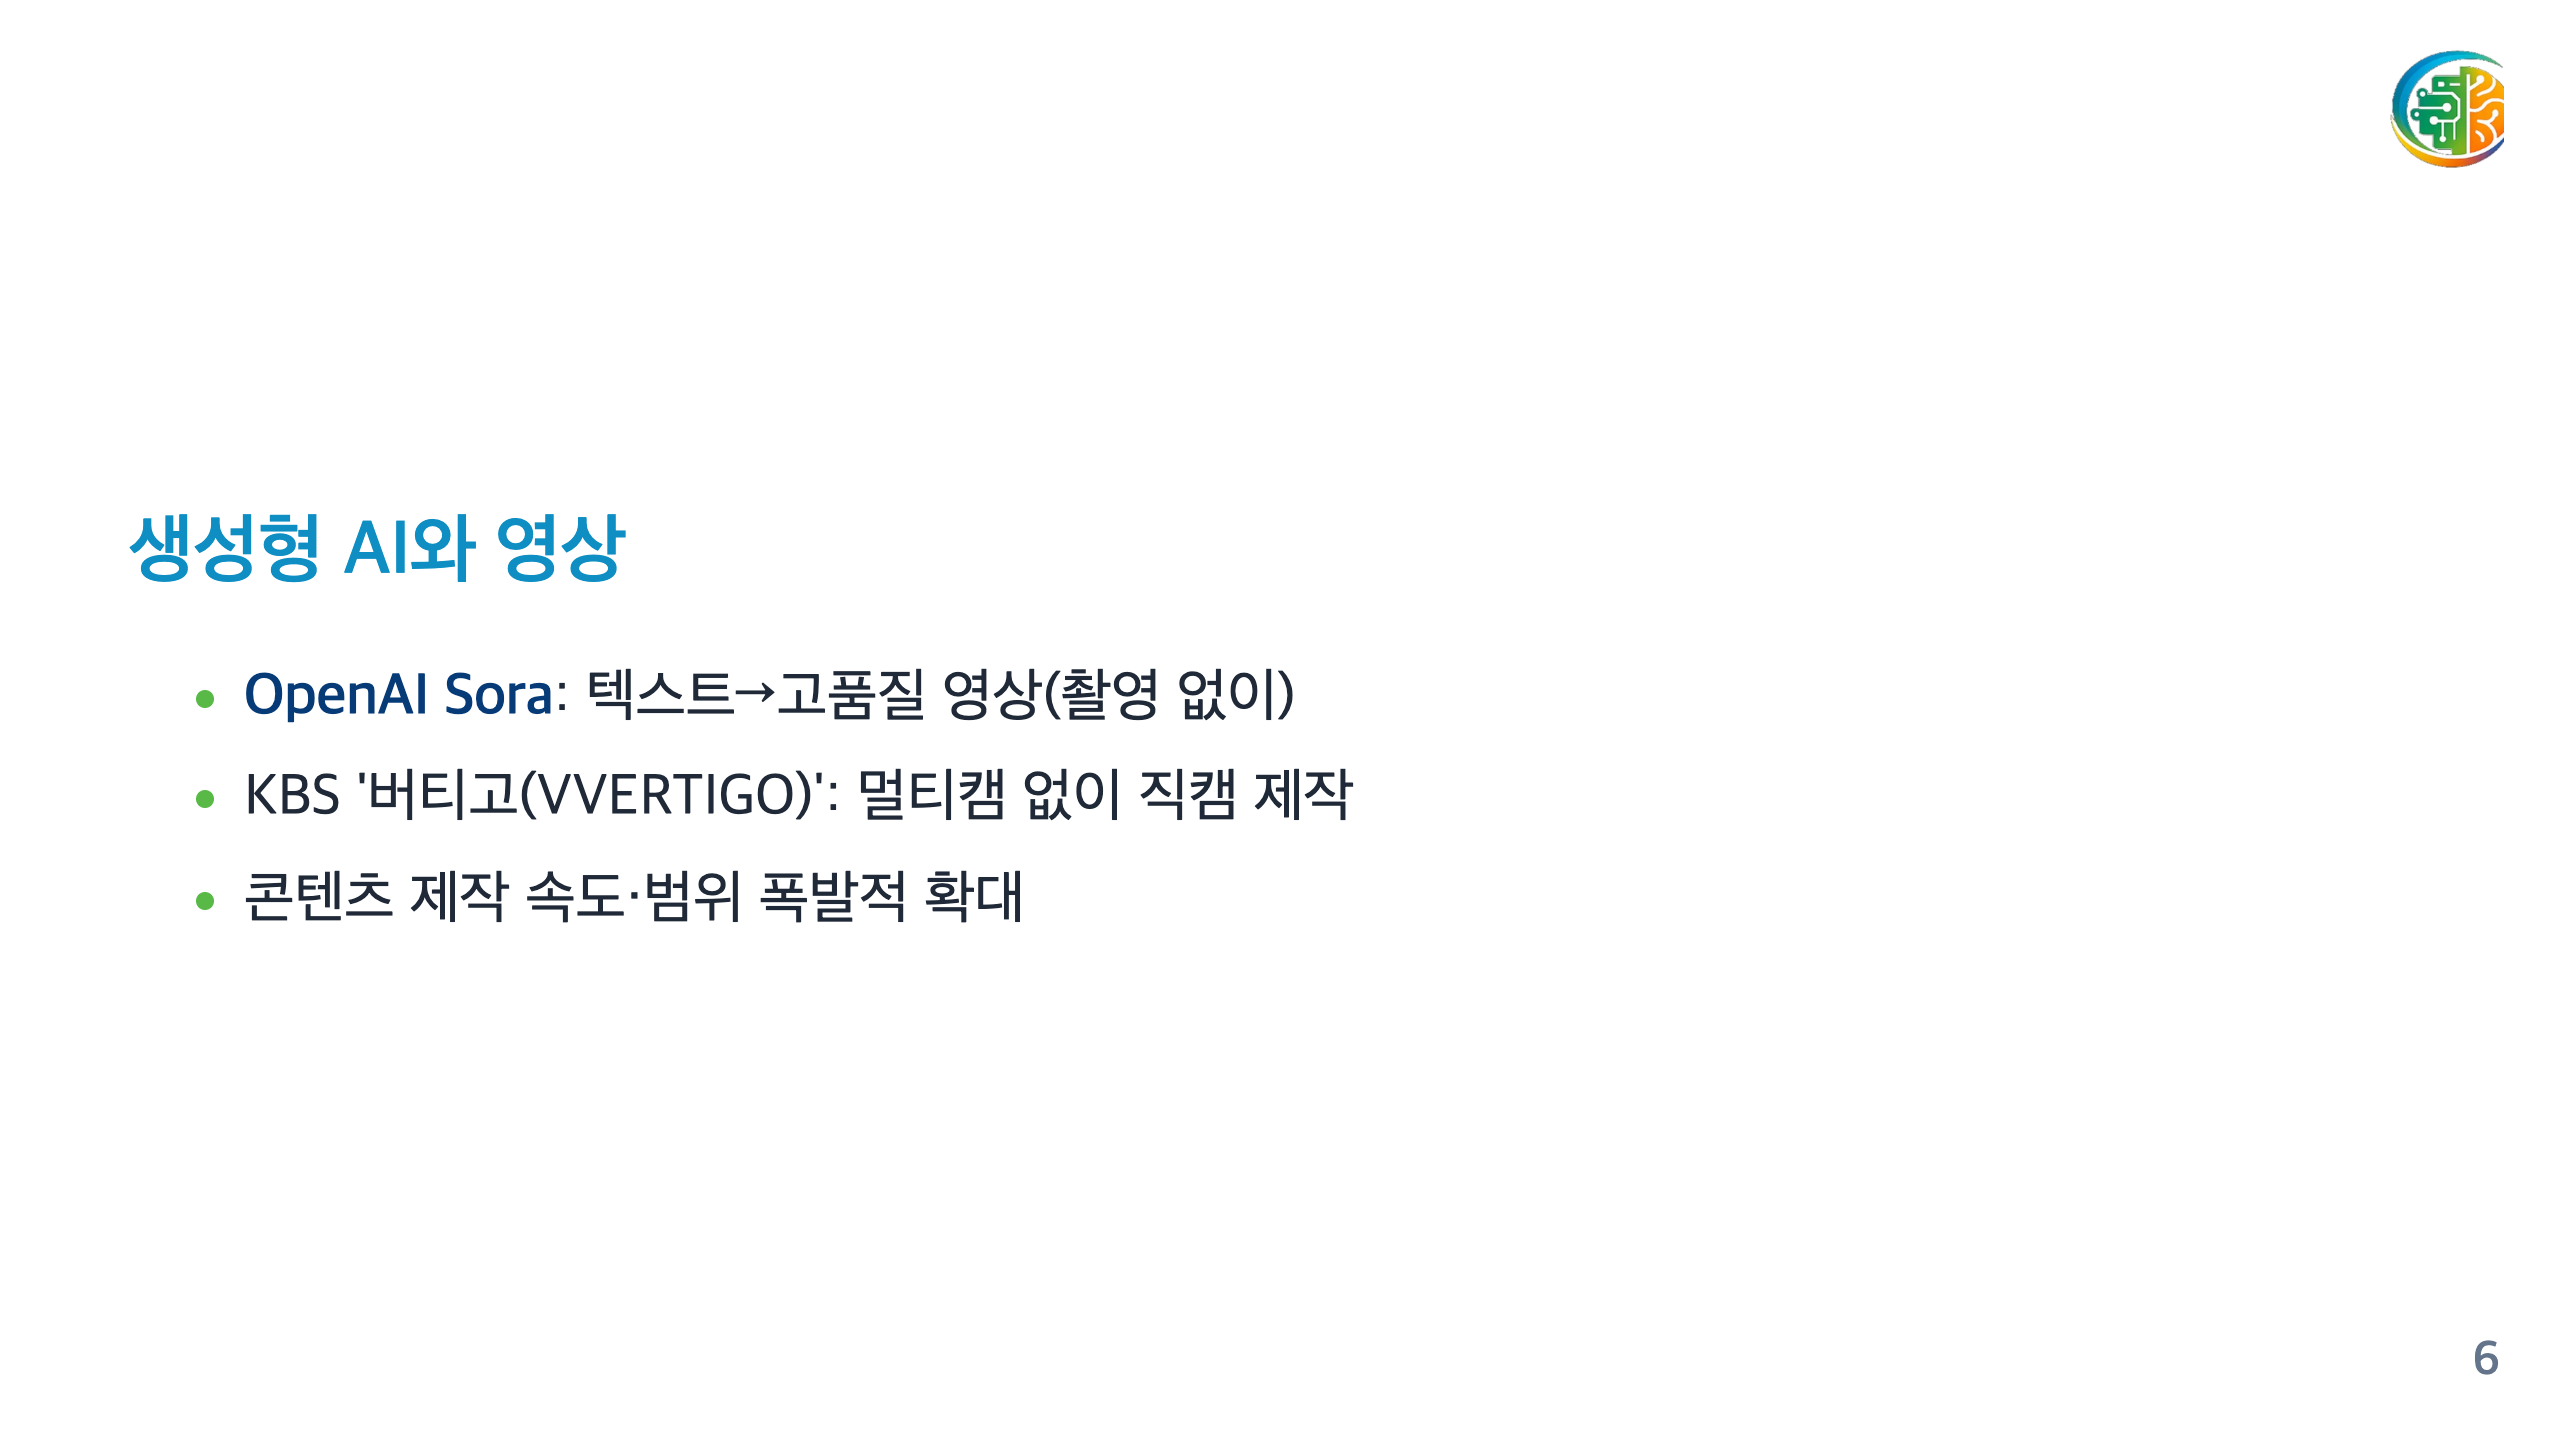 생성형 AI와 영상
• OpenAI Sora: 텍스트→고품질 영상(촬영 없이)
• KBS '버티고(VVERTIGO)': 멀티캠 없이 직캠 제작
• 콘텐츠 제작 속도·범위 폭발적 확대
6